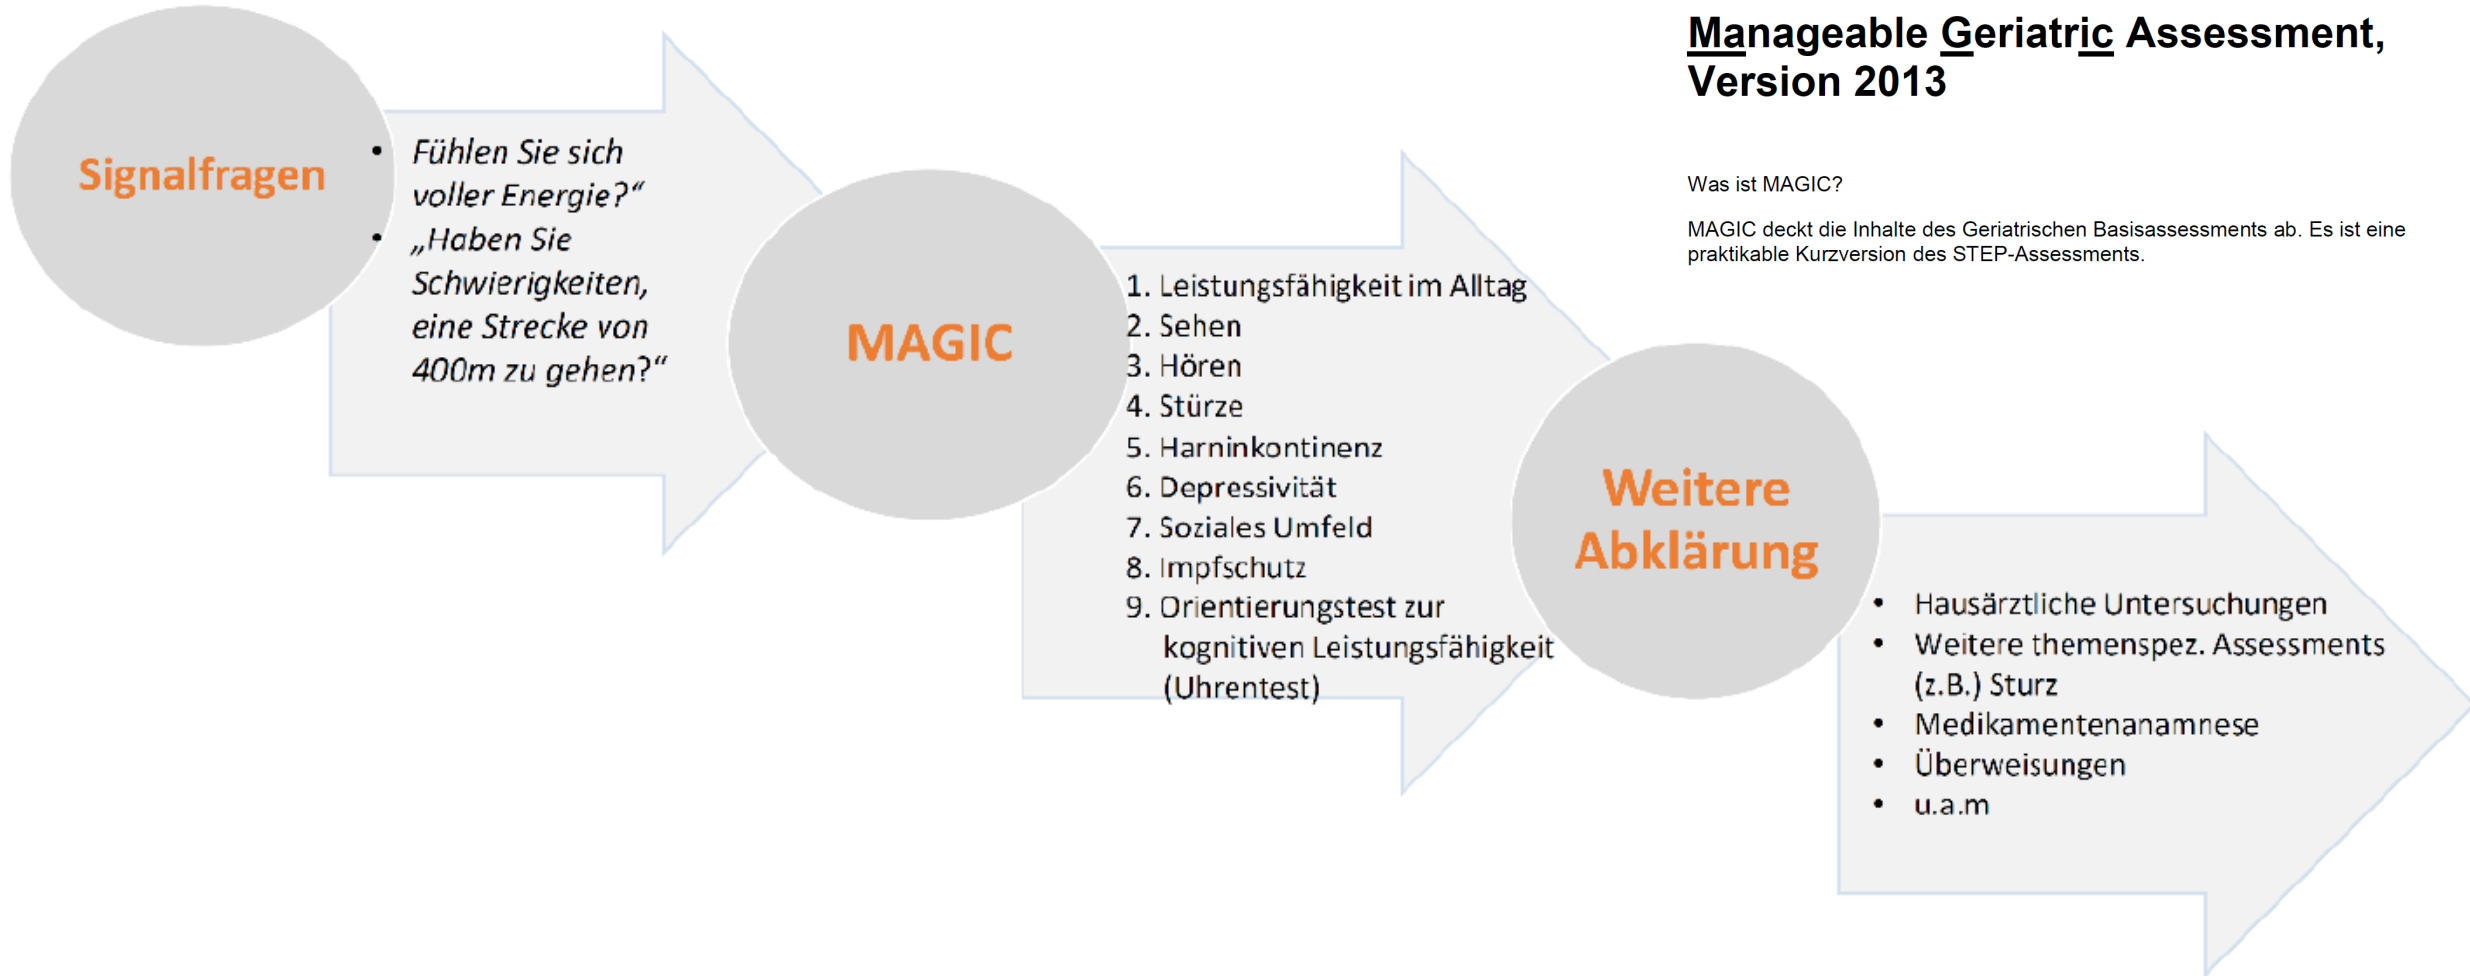 Manageable Geriatric Assessment,
Version 2013
Was ist MAGIC?
MAGIC deckt die Inhalte des Geriatrischen Basisassessments ab. Es ist eine
praktikable Kurzversion des STEP-Assessments.
Signalfragen
• Fühlen Sie sich
voller Energie?“
• „Haben Sie
Schwierigkeiten,
eine Strecke von
400m zu gehen?“
MAGIC
1. Leistungsfähigkeit im Alltag
2. Sehen
3. Hören
4. Stürze
5. Harninkontinenz
6. Depressivität
7. Soziales Umfeld
8. Impfschutz
9. Orientierungstest zur
kognitiven Leistungsfähigkeit
(Uhrentest)
Weitere
Abklärung
• Hausärztliche Untersuchungen
• Weitere themenspez. Assessments
(z.B.) Sturz
• Medikamentenanamnese
• Überweisungen
• u.a.m